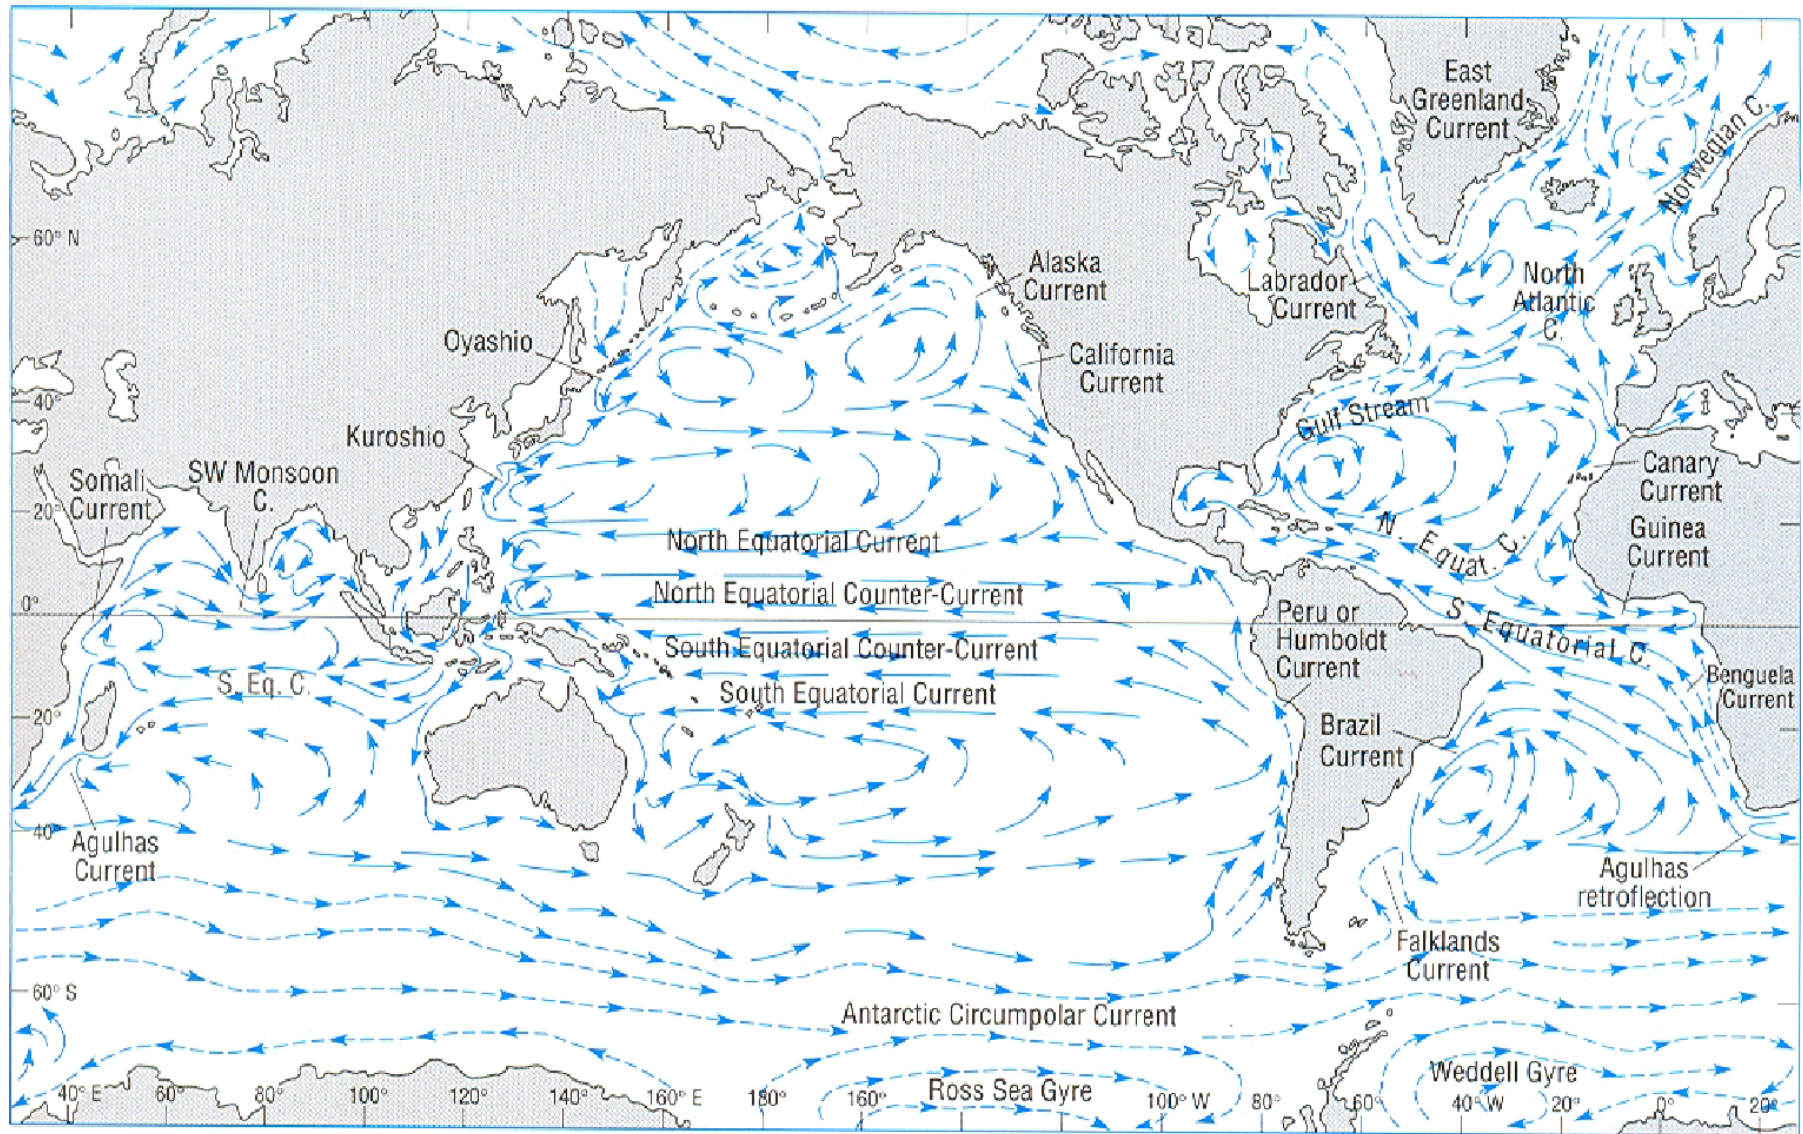 East
Greenland
Current
Norwegian C.
60° N
Alaska
Current
Labrador
Current
North
Atlantic
C.
Oyashio
California
Current
40°
Gulf Stream
Kuroshio
Somali
Current
SW Monsoon
C.
Canary
Current
20°
N. Equat. C.
Guinea
Current
North Equatorial Current
0°
North Equatorial Counter-Current
S. Equatorial C.
Peru or
Humboldt
Current
South Equatorial Counter-Current
S. Eq. C.
South Equatorial Current
Benguela
Current
20°
Brazil
Current
40°
Agulhas
Current
Agulhas
retroflection
Falklands
Current
60° S
Antarctic Circumpolar Current
Ross Sea Gyre
Weddell Gyre
40° E 60° 80° 100° 120° 140° 160° E 180° 160° 100° W 80° 60° 40° W 20° 0° 20°